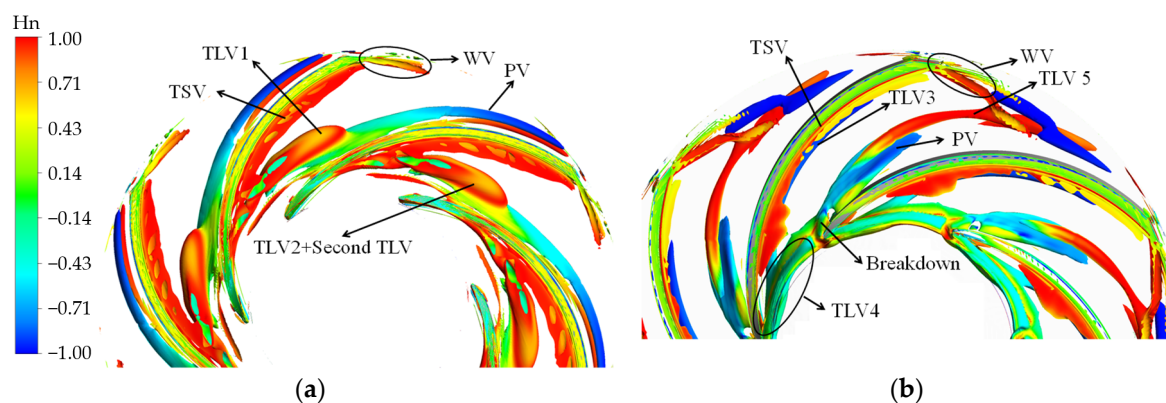 Hn
1.00
0.71
0.43
0.14
−0.14
−0.43
−0.71
−1.00
TLV1
TSV
WV
PV
TLV2+Second TLV
(a)
TSV
WV
TLV 5
TLV3
PV
Breakdown
TLV4
(b)